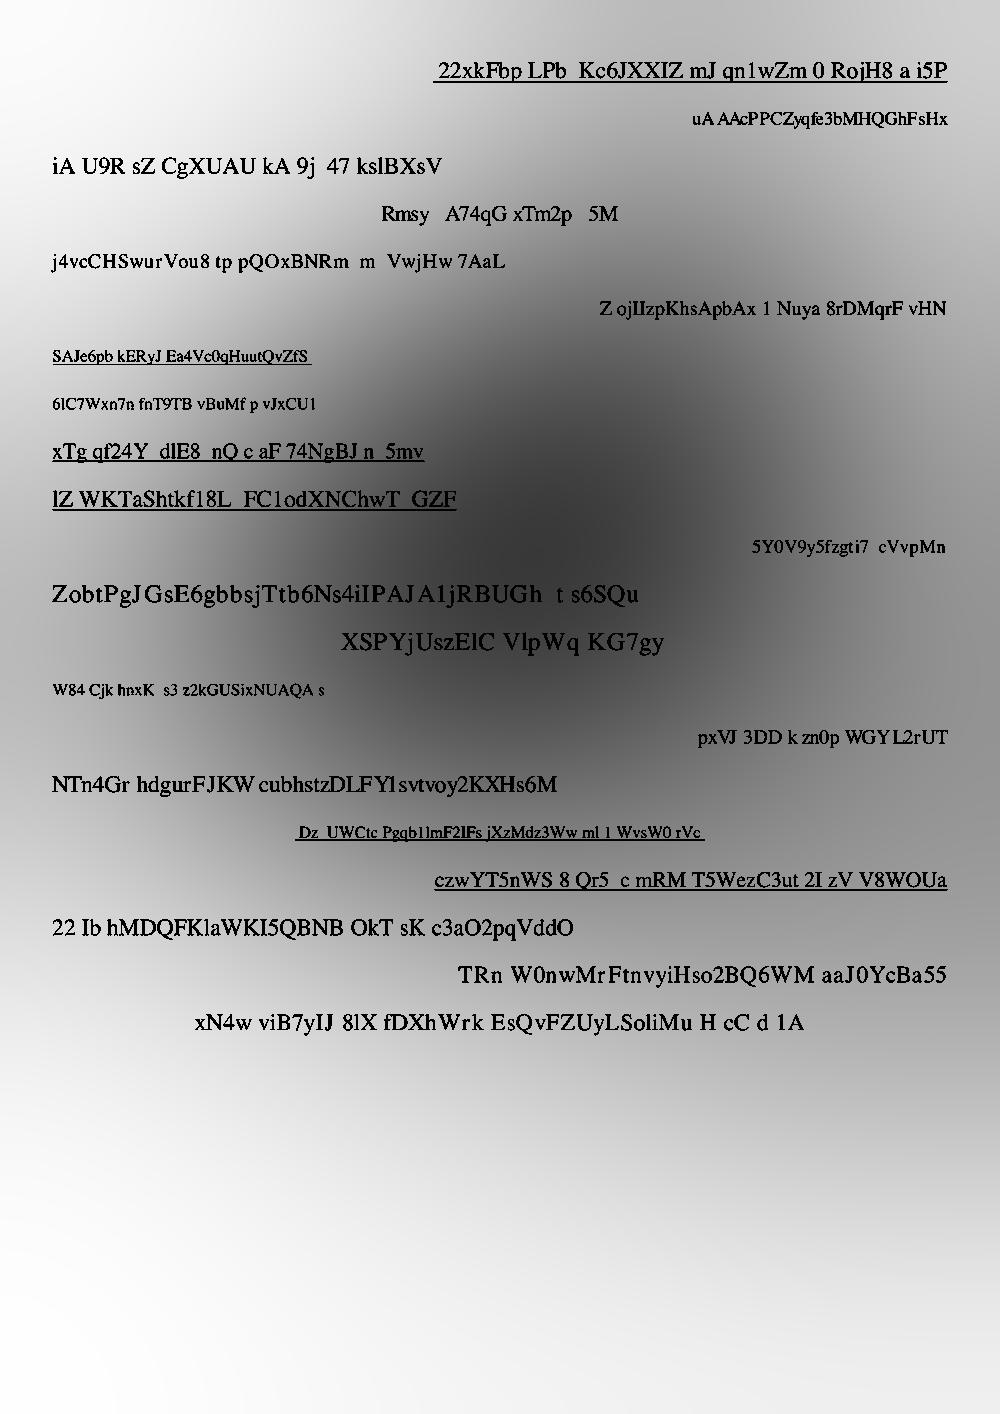 22xkFbp LPb  Kc6JXXIZ mJ qn1wZm 0 RojH8 a i5P
uA AAcPPCZyqfe3bMHQGhFsHx
iA U9R sZ CgXUAU kA 9j  47 kslBXsV
Rmsy   A74qG xTm2p   5M
j4vcCHSwurVou8 tp pQOxBNRm  m  VwjHw 7AaL
Z ojIIzpKhsApbAx 1 Nuya 8rDMqrF vHN
SAJe6pb kERyJ Ea4Vc0qHuutQvZfS
6lC7Wxn7n fnT9TB vBuMf p vJxCU1
xTg qf24Y  dlE8  nQ c aF 74NgBJ n  5mv
lZ WKTaShtkf18L  FC1odXNChwT  GZF
5Y0V9y5fzgti7  cVvpMn
ZobtPgJGsE6gbbsjTtb6Ns4iIPAJA1jRBUGh  t s6SQu
XSPYjUszElC VlpWq KG7gy
W84 Cjk hnxK  s3 z2kGUSixNUAQA s
pxVJ 3DD k zn0p WGYL2rUT
NTn4Gr hdgurFJKW cubhstzDLFYlsvtvoy2KXHs6M
Dz  UWCtc Pgqb1lmF2lFs jXzMdz3Ww ml 1 WvsW0 rVc
czwYT5nWS 8 Qr5  c mRM T5WezC3ut 2I zV V8WOUa
22 Ib hMDQFKlaWKI5QBNB OkT sK c3aO2pqVddO
TRn W0nwMrFtnvyiHso2BQ6WM aaJ0YcBa55
xN4w viB7yIJ 8lX fDXhWrk EsQvFZUyLSoliMu H cC d 1A